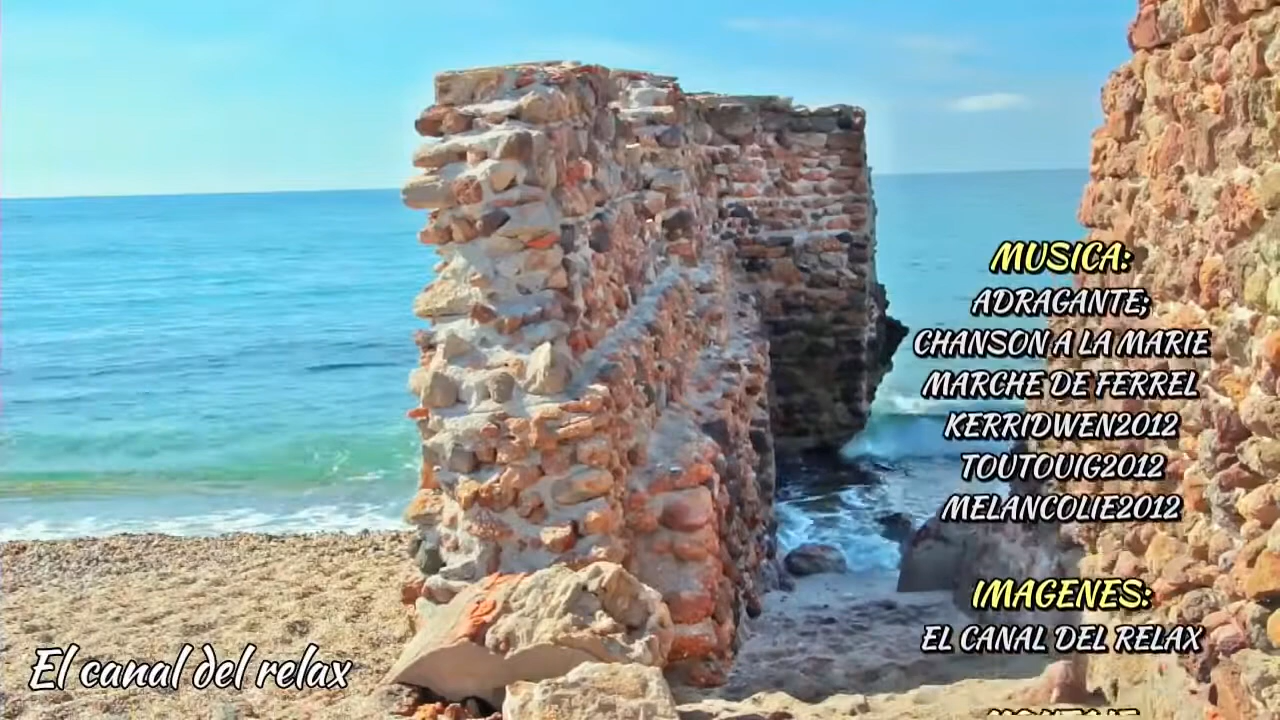 MUSICA:
ADRAGANTE;
CHANSON A LA MARIE
MARCHE DE FERREL
KERRIDWEN2012
TOUTOUIG2012
MELANCOLIE2012
IMAGENES:
EL CANAL DEL RELAX
El canal del relax